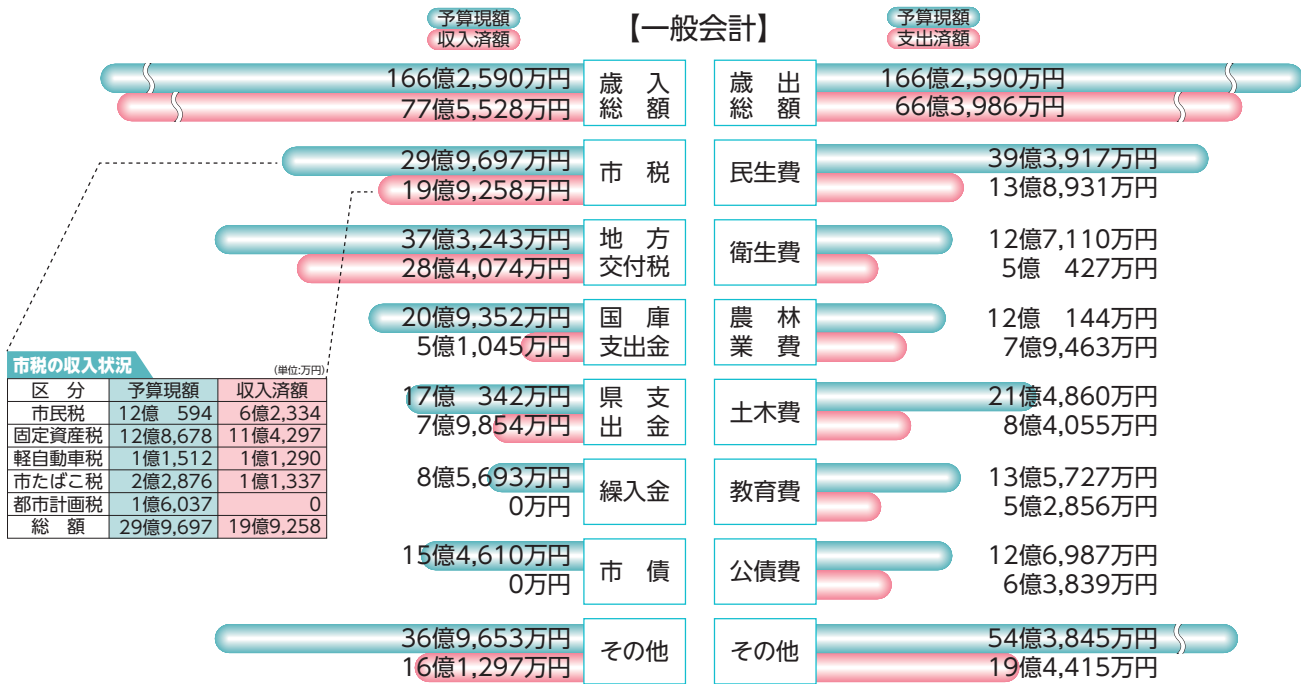 【一般会計】
予算現額
収入済額
予算現額
支出済額
166億2,590万円
77億5,528万円
歳 入
総 額
29億9,697万円
19億9,258万円
市 税
37億3,243万円
28億4,074万円
地 方
交付税
20億9,352万円
5億1,045万円
国 庫
支出金
17億 342万円
7億9,854万円
県 支
出 金
8億5,693万円
0万円
繰入金
15億4,610万円
0万円
市 債
36億9,653万円
16億1,297万円
その他
歳 出
総 額
166億2,590万円
66億3,986万円
民生費
39億3,917万円
13億8,931万円
衛生費
12億7,110万円
5億 427万円
農 林
業 費
12億 144万円
7億9,463万円
土木費
21億4,860万円
8億4,055万円
教育費
13億5,727万円
5億2,856万円
公債費
12億6,987万円
6億3,839万円
その他
54億3,845万円
19億4,415万円
市税の収入状況
(単位:万円)
区 分 予算現額 収入済額
市民税 12億 594 6億2,334
固定資産税 12億8,678 11億4,297
軽自動車税 1億1,512 1億1,290
市たばこ税 2億2,876 1億1,337
都市計画税 1億6,037 0
総 額 29億9,697 19億9,258